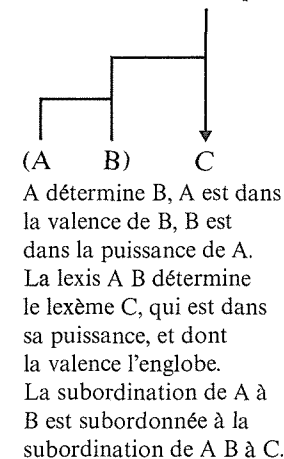 (A B) C
A détermine B, A est dans
la valence de B, B est
dans la puissance de A.
La lexis A B détermine
le lexème C, qui est dans
sa puissance, et dont
la valence l'englobe.
La subordination de A à
B est subordonnée à la
subordination de A B à C.